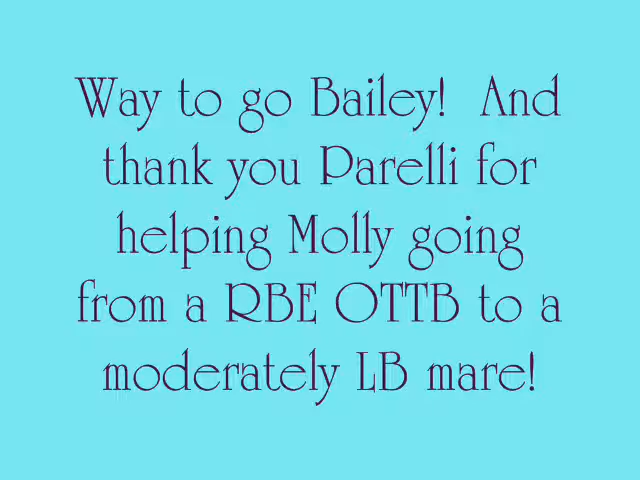 Way to go Bailey!  And
thank you Parelli for
helping Molly going
from a RBE OTTB to a
moderately LB mare!